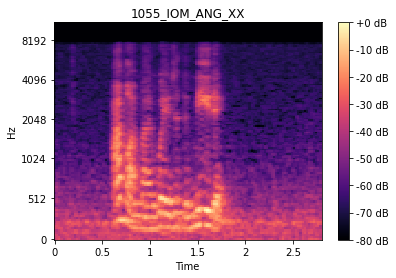 1055_IOM_ANG_XX
+0 dB
8192
-10 dB
4096
-20 dB
-30 dB
2048
Hz
-40 dB
1024
-50 dB
512
-60 dB
-70 dB
0
-80 dB
0 0.5 1 1.5 2 2.5
Time